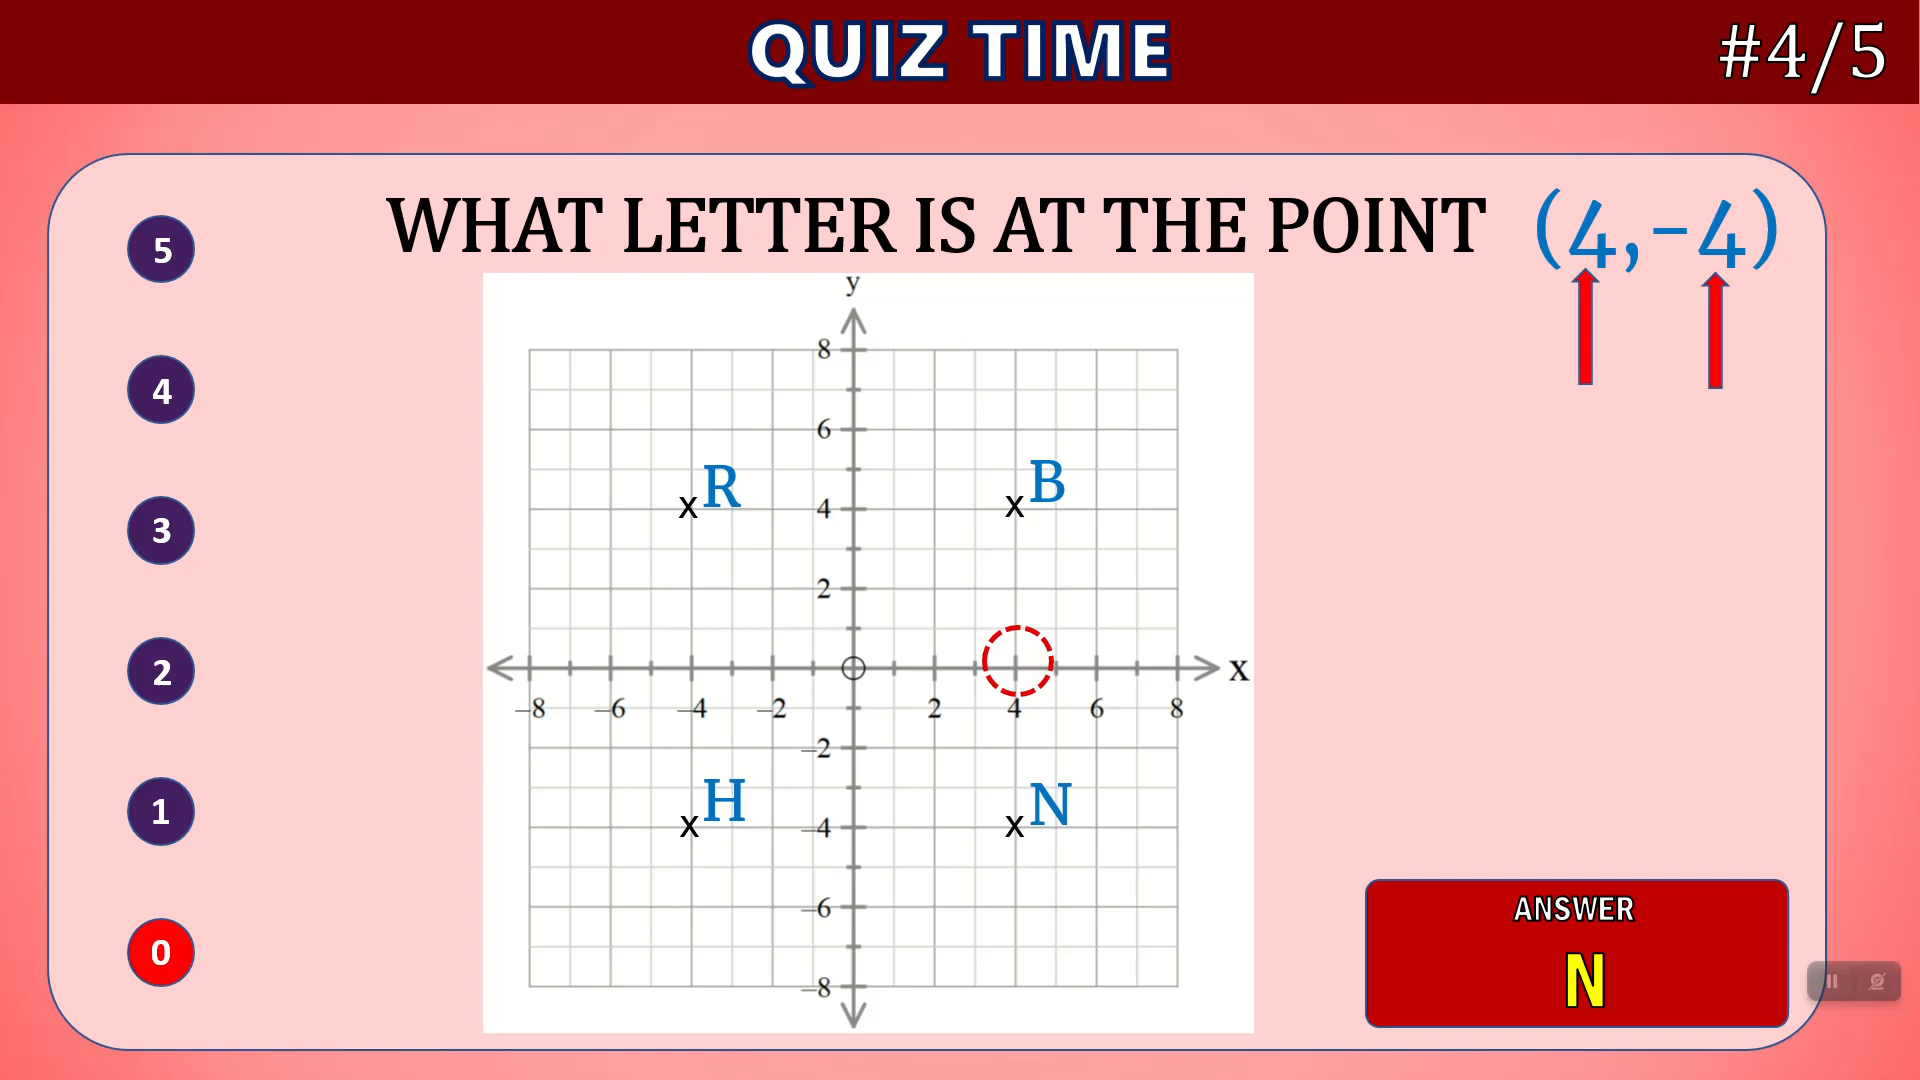 QUIZ TIME
#4/5
WHAT LETTER IS AT THE POINT (4,-4)
5
4
3
2
1
0
y
8
6
R
B
x
x
4
2
x
–8 –6 –4 –2 2 4 6 8
–2
H
N
x
x
–4
–6
–8
ANSWER
N